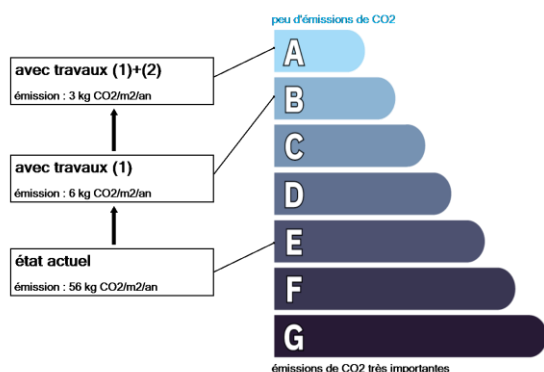 peu d'émissions de CO2
A
avec travaux (1)+(2)
émission : 3 kg CO2/m2/an
B
C
avec travaux (1)
émission : 6 kg CO2/m2/an
D
E
état actuel
émission : 56 kg CO2/m2/an
F
G
émissions de CO2 très importantes